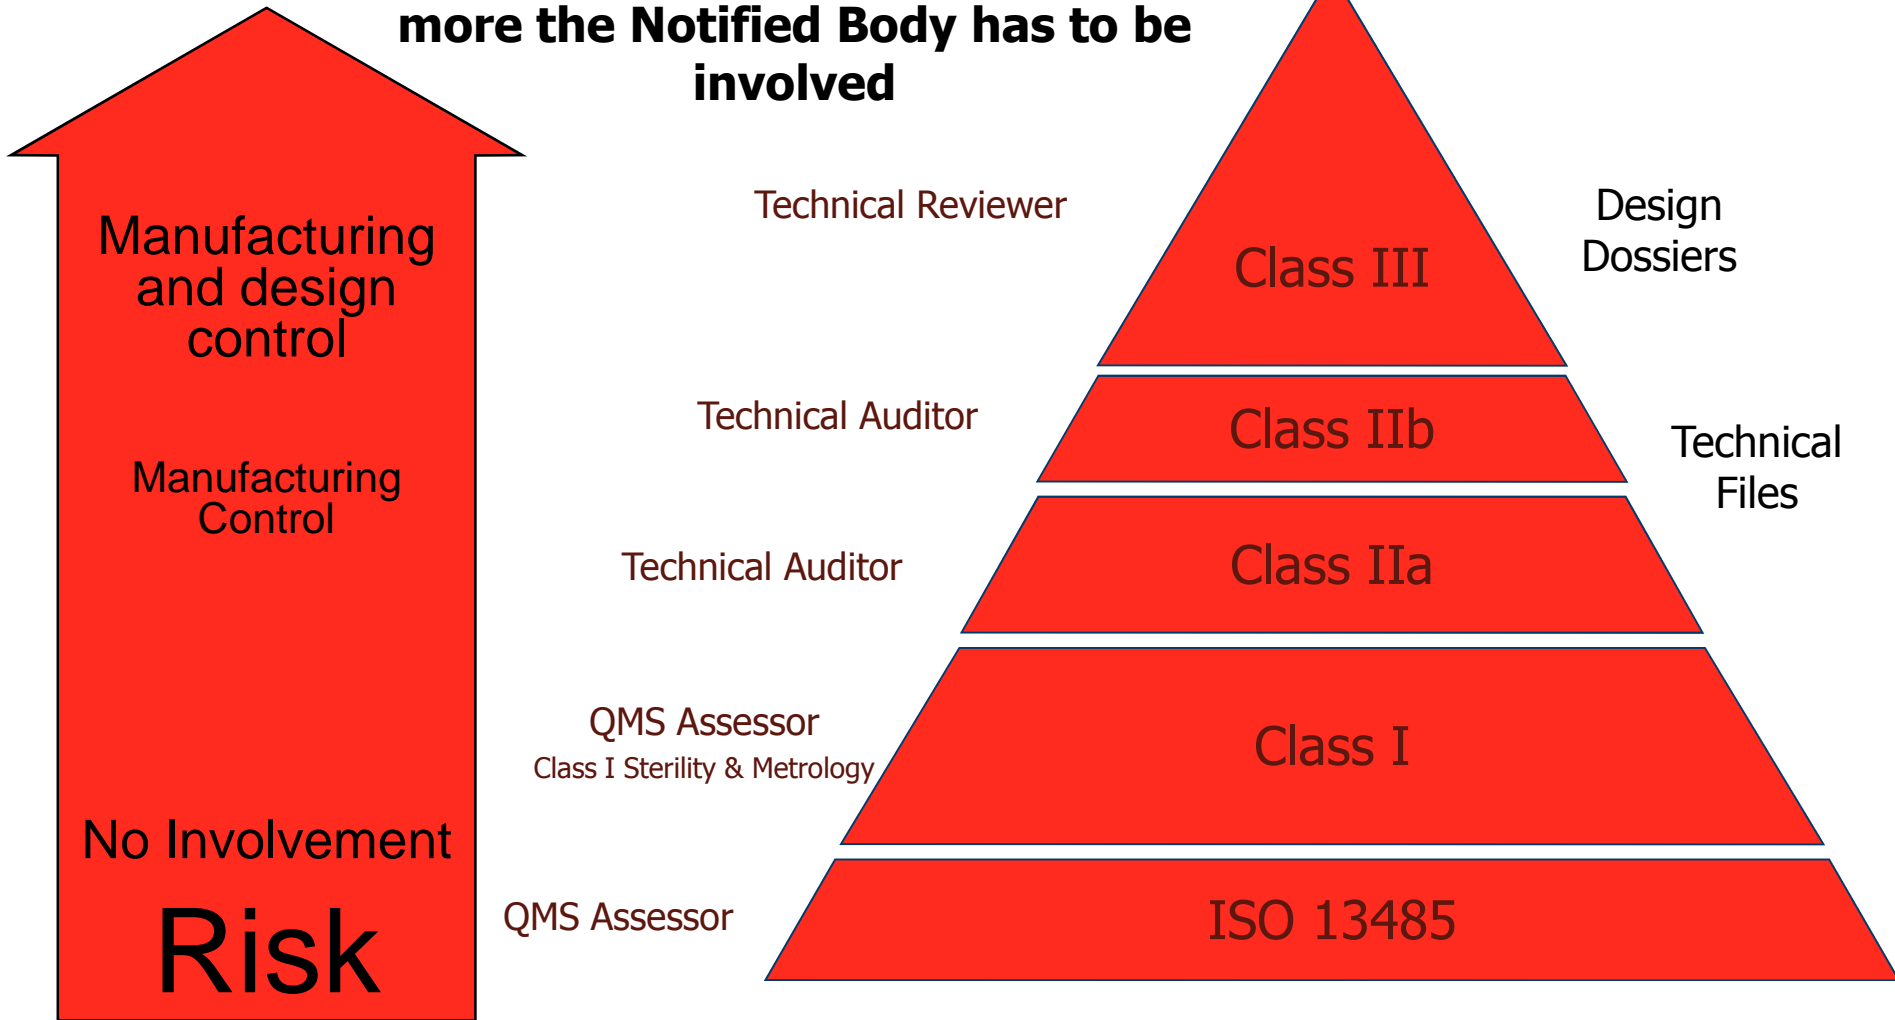 more the Notified Body has to be
involved
Manufacturing
and design
control
Manufacturing
Control
No Involvement
Risk
Technical Reviewer
Class III
Design
Dossiers
Technical Auditor
Class IIb
Technical
Files
Technical Auditor
Class IIa
QMS Assessor
Class I Sterility & Metrology
Class I
QMS Assessor
ISO 13485